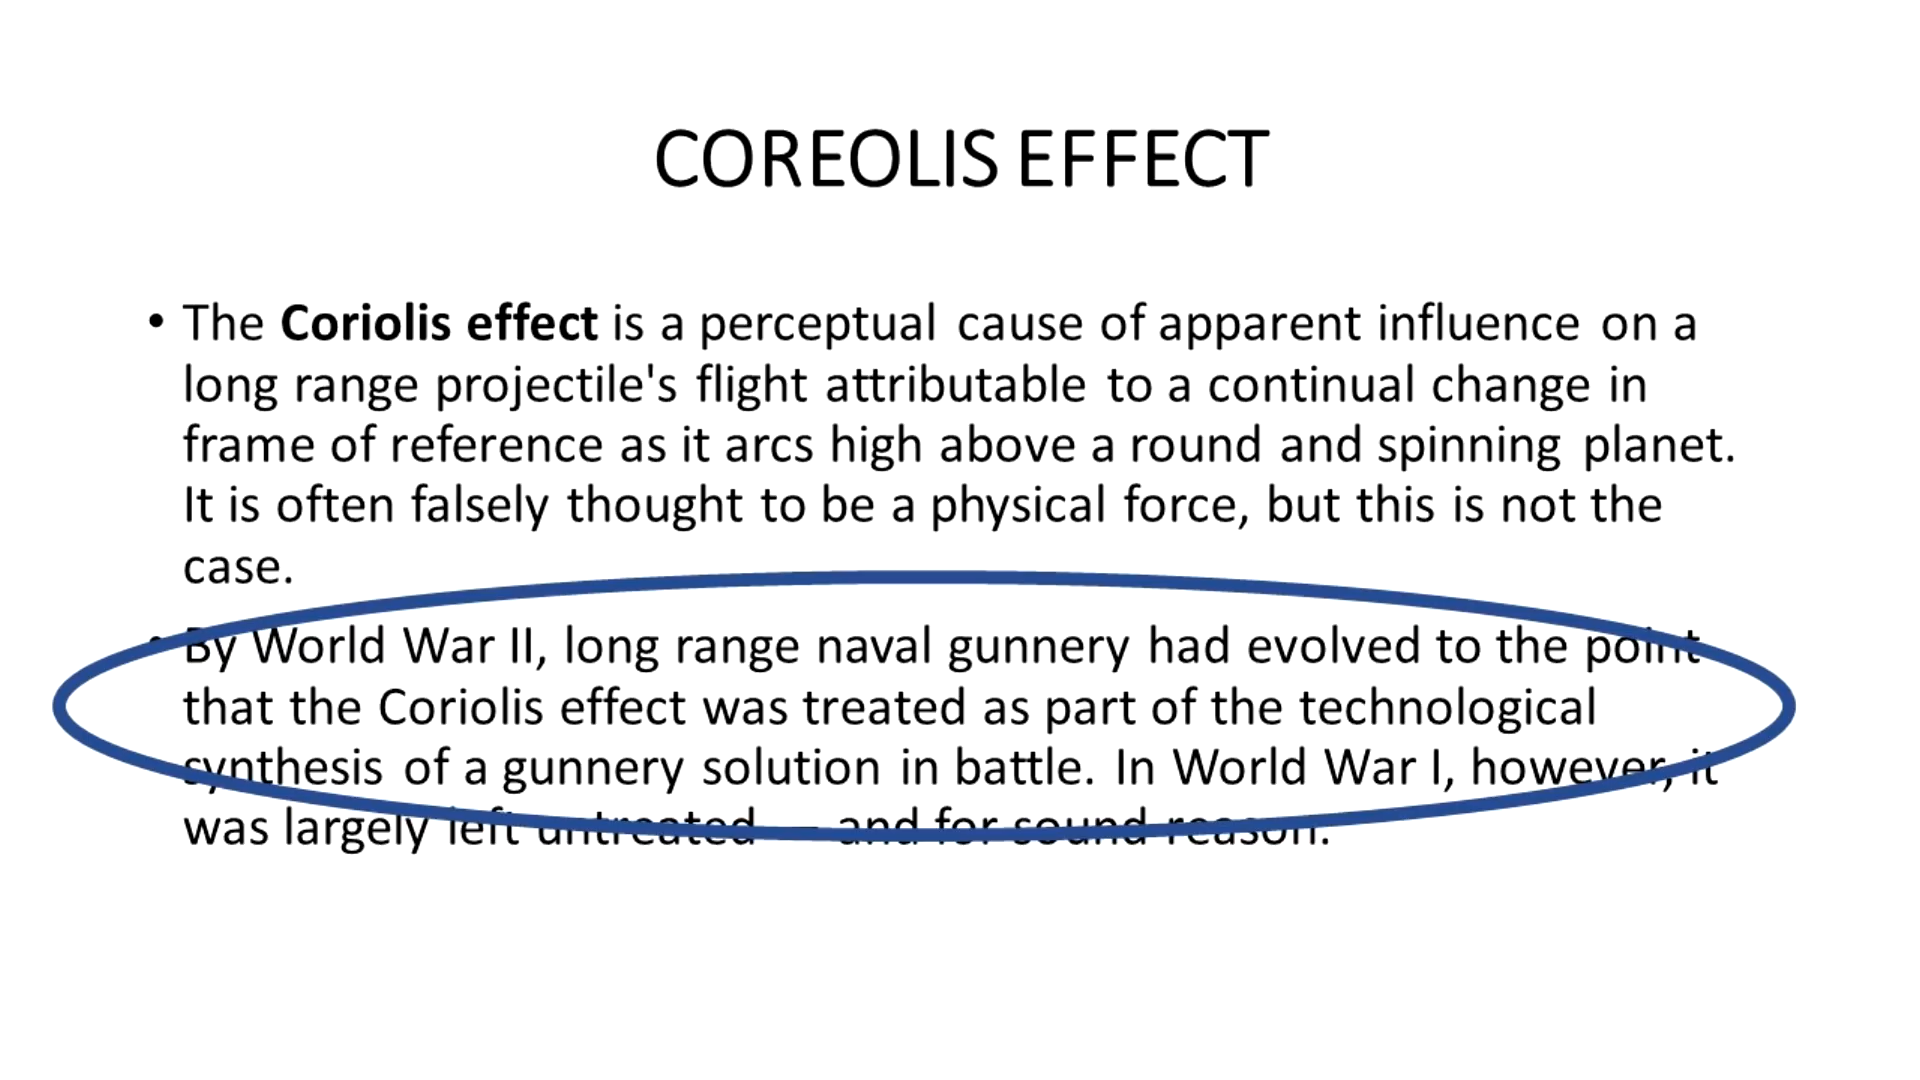 COREOLIS EFFECT
• The Coriolis effect is a perceptual cause of apparent influence on a
long range projectile's flight attributable to a continual change in
frame of reference as it arcs high above a round and spinning planet.
It is often falsely thought to be a physical force, but this is not the
case.
• By World War II, long range naval gunnery had evolved to the point
that the Coriolis effect was treated as part of the technological
synthesis of a gunnery solution in battle. In World War I, however, it
was largely left untreated — and for sound reason.